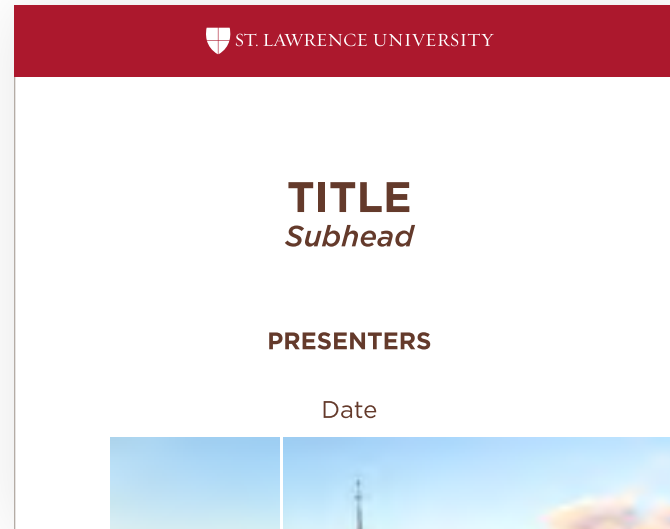 ST. LAWRENCE UNIVERSITY
TITLE
Subhead
PRESENTERS
Date